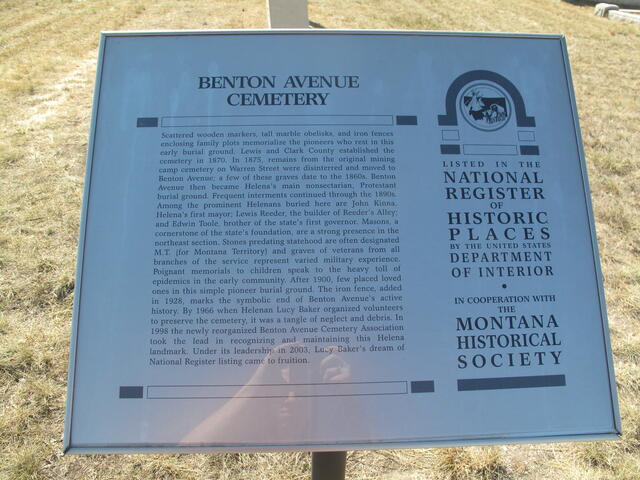 BENTON AVENUE
CEMETERY
Scattered wooden markers, tall marble obelisks, and iron fences
enclosing family plots memorialize the pioneers who rest in this
early burial ground. Lewis and Clark County established the
cemetery in 1870. In 1875, remains from the original mining
camp cemetery on Warren Street were disinterred and moved to
Benton Avenue; a few of these graves date to the 1860s. Benton
Avenue then became Helena's main nonsectarian, Protestant
burial ground. Frequent interments continued through the 1890s.
Among the prominent Helenans buried here are John Kinna,
Helena's first mayor; Lewis Reeder, the builder of Reeder's Alley;
and Edwin Toole, brother of the state's first governor. Masons, a
cornerstone of the state's foundation, are a strong presence in the
northeast section. Stones predating statehood are often designated
M.T. (for Montana Territory) and graves of veterans from all
branches of the service represent varied military experience.
Poignant memorials to children speak to the heavy toll of
epidemics in the early community. After 1900, few placed loved
ones in this simple pioneer burial ground. The iron fence, added
in 1928, marks the symbolic end of Benton Avenue's active
history. By 1966 when Helenan Lucy Baker organized volunteers
to preserve the cemetery, it was a tangle of neglect and debris. In
1998 the newly reorganized Benton Avenue Cemetery Association
took the lead in recognizing and maintaining this Helena
landmark. Under its leadership in 2003, Lucy Baker's dream of
National Register listing came to fruition.
LISTED IN THE
NATIONAL
REGISTER
OF
HISTORIC
PLACES
BY THE UNITED STATES
DEPARTMENT
OF INTERIOR
•
IN COOPERATION WITH
THE
MONTANA
HISTORICAL
SOCIETY